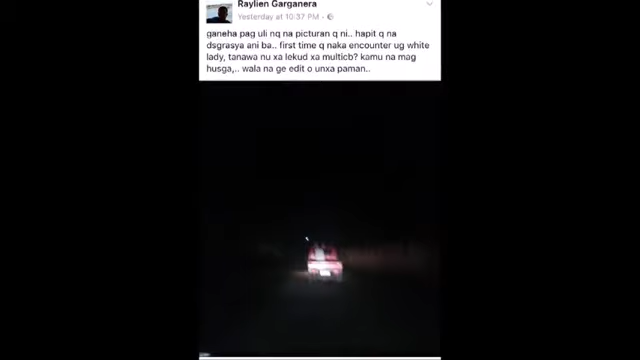 Raylien Garganera
Yesterday at 10:37 PM ·
ganeha pag uli nq na picturan q ni.. hapit q na
dsgrasya ani ba.. first time q naka encounter ug white
lady, tanawa nu xa lekud xa multicb? kamu na mag
husga,.. wala na ge edit o unxa paman..